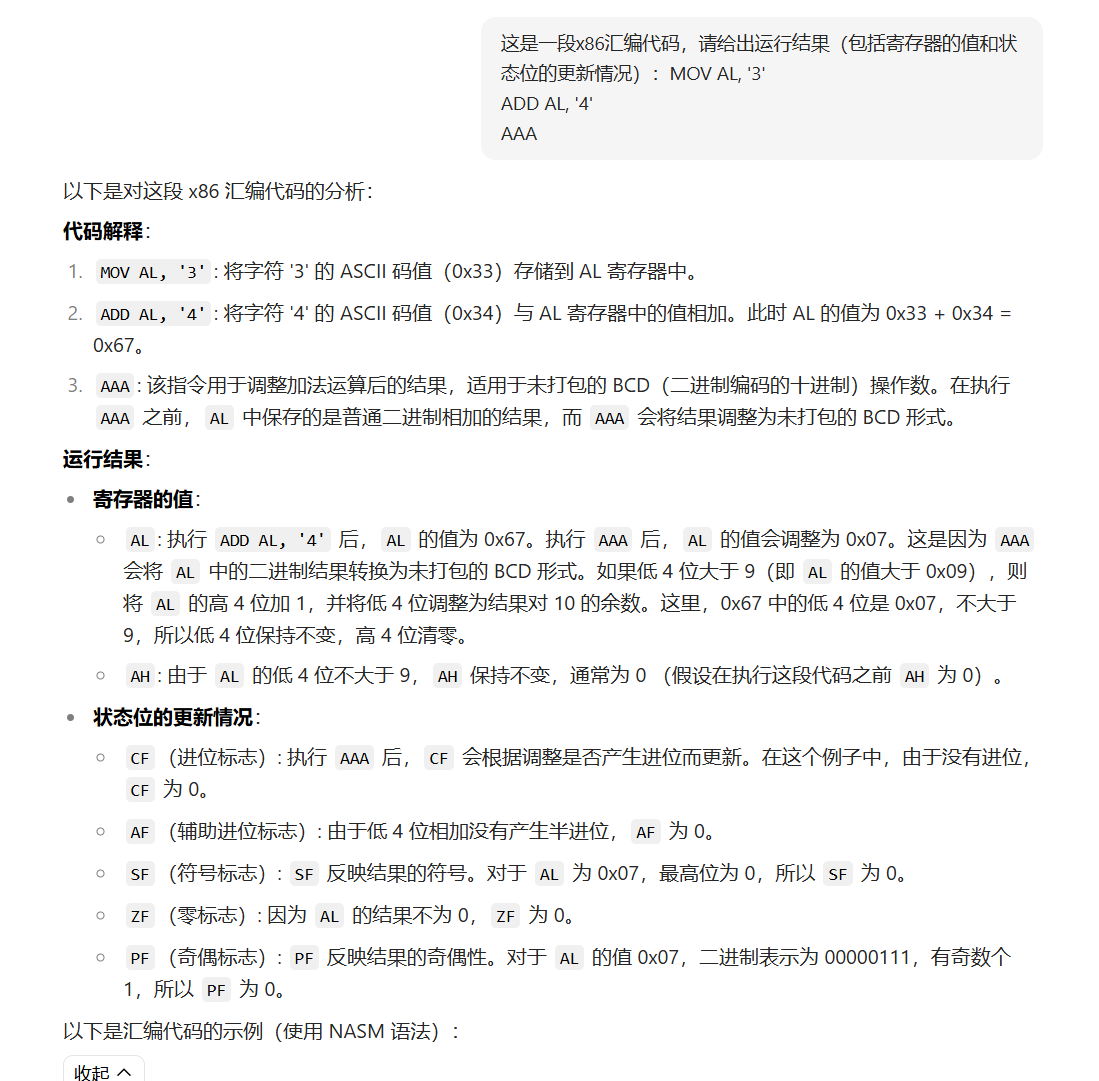 这是一段x86汇编代码，请给出运行结果（包括寄存器的值和状
态位的更新情况）：MOV AL, '3'
ADD AL, '4'
AAA
以下是对这段 x86 汇编代码的分析：
代码解释：
1. MOV AL, '3'：将字符 '3' 的 ASCII 码值（0x33）存储到 AL 寄存器中。
2. ADD AL, '4'：将字符 '4' 的 ASCII 码值（0x34）与 AL 寄存器中的值相加。此时 AL 的值为 0x33 + 0x34 =
0x67。
3. AAA：该指令用于调整加法运算后的结果，适用于未打包的 BCD（二进制编码的十进制）操作数。在执行
AAA 之前， AL 中保存的是普通二进制相加的结果，而 AAA 会将结果调整为未打包的 BCD 形式。
运行结果：
• 寄存器的值：
◦ AL：执行 ADD AL, '4' 后， AL 的值为 0x67。执行 AAA 后， AL 的值会调整为 0x07。这是因为 AAA
会将 AL 中的二进制结果转换为未打包的 BCD 形式。如果低 4 位大于 9（即 AL 的值大于 0x09），则
将 AL 的高 4 位加 1，并将低 4 位调整为结果对 10 的余数。这里，0x67 中的低 4 位是 0x07，不大于
9，所以低 4 位保持不变，高 4 位清零。
◦ AH：由于 AL 的低 4 位不大于 9， AH 保持不变，通常为 0 （假设在执行这段代码之前 AH 为 0）。
• 状态位的更新情况：
◦ CF （进位标志）：执行 AAA 后， CF 会根据调整是否产生进位而更新。在这个例子中，由于没有进位，
CF 为 0。
◦ AF （辅助进位标志）：由于低 4 位相加没有产生半进位， AF 为 0。
◦ SF （符号标志）： SF 反映结果的符号。对于 AL 为 0x07，最高位为 0，所以 SF 为 0。
◦ ZF （零标志）：因为 AL 的结果不为 0， ZF 为 0。
◦ PF （奇偶标志）： PF 反映结果的奇偶性。对于 AL 的值 0x07，二进制表示为 00000111，有奇数个
1，所以 PF 为 0。
以下是汇编代码的示例（使用 NASM 语法）：
收起